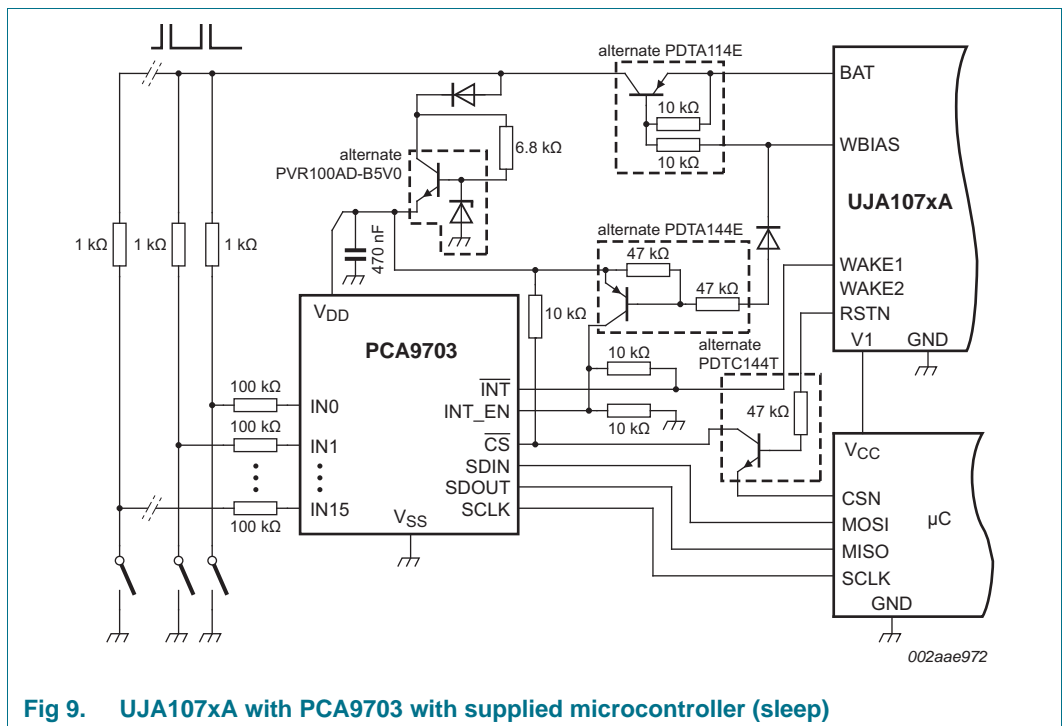 alternate PDTA114E
BAT
10 kΩ
10 kΩ
WBIAS
6.8 kΩ
alternate
PVR100AD-B5V0
UJA107xA
1 kΩ
1 kΩ
1 kΩ
470 nF
alternate PDTA144E
47 kΩ
47 kΩ
WAKE1
WAKE2
RSTN
V1
GND
VDD
PCA9703
10 kΩ
alternate
PDTC144T
10 kΩ
47 kΩ
10 kΩ
100 kΩ
IN0
INT
INT_EN
100 kΩ
IN1
CS
VCC
SDIN
SDOUT
CSN
100 kΩ
IN15
VSS
SCLK
MOSI
µC
MISO
SCLK
GND
002aae972
Fig 9. UJA107xA with PCA9703 with supplied microcontroller (sleep)